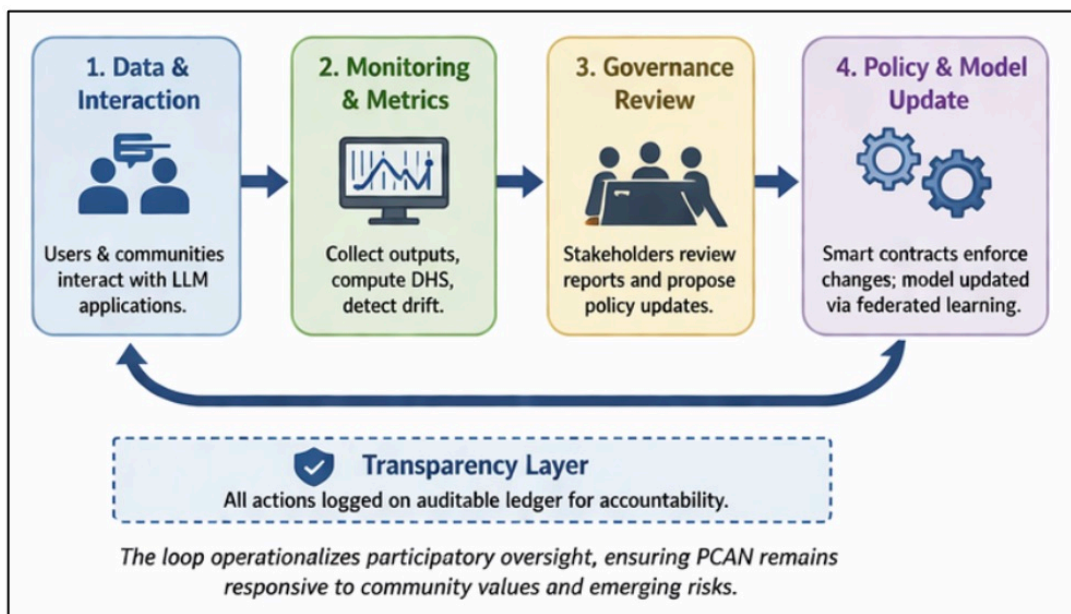 1. Data &
Interaction
Users & communities
interact with LLM
applications.
2. Monitoring
& Metrics
Collect outputs,
compute DHS,
detect drift.
3. Governance
Review
Stakeholders review
reports and propose
policy updates.
4. Policy & Model
Update
Smart contracts enforce
changes; model updated
via federated learning.
Transparency Layer
All actions logged on auditable ledger for accountability.
The loop operationalizes participatory oversight, ensuring PCAN remains
responsive to community values and emerging risks.